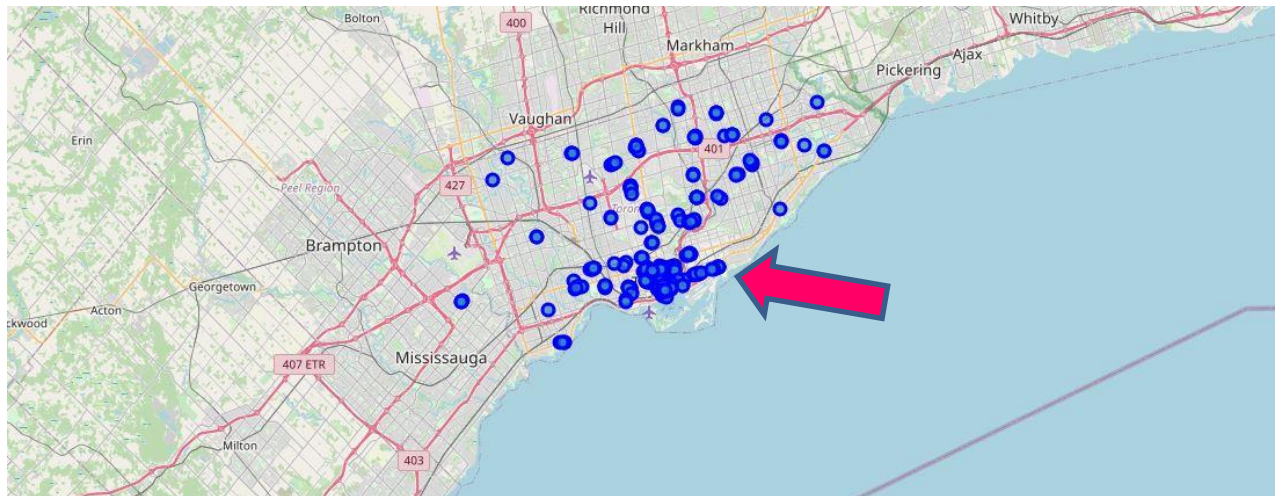 Bolton
400
Richmond
Hill
Whitby
Markham
Ajax
Pickering
Vaughan
Erin
401
427
Peel Region
Brampton
Georgetown
Acton
ckwood
Mississauga
407 ETR
Milton
403